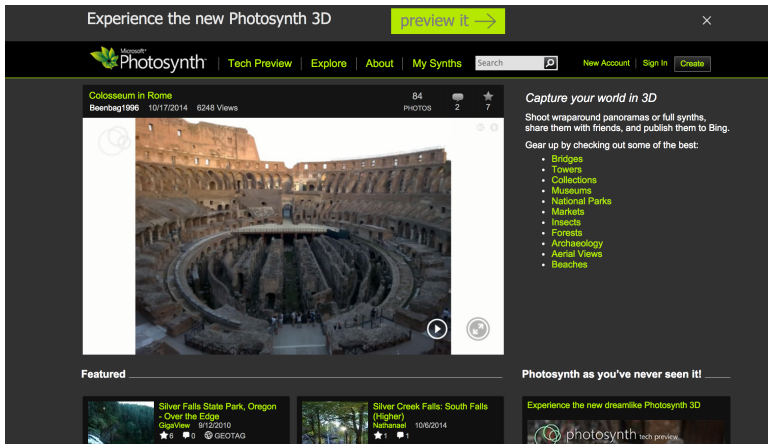 Experience the new Photosynth 3D
preview it
Microsoft®
Photosynth™
Tech Preview
Explore
About
My Synths
Search
New Account
Sign In
Create
Colosseum in Rome
Beenbag1996 10/17/2014 6248 Views
84
PHOTOS
2
7
Capture your world in 3D
Shoot wraparound panoramas or full synths,
share them with friends, and publish them to Bing.
Gear up by checking out some of the best:
Bridges
Towers
Collections
Museums
National Parks
Markets
Insects
Forests
Archaeology
Aerial Views
Beaches
Featured
Silver Falls State Park, Oregon
- Over the Edge
GigaView 9/12/2010
6 0 GEOTAG
Silver Creek Falls: South Falls
(Higher)
Nathanael 10/6/2014
1 1
Photosynth as you've never seen it!
Experience the new dreamlike Photosynth 3D
photosynth tech preview